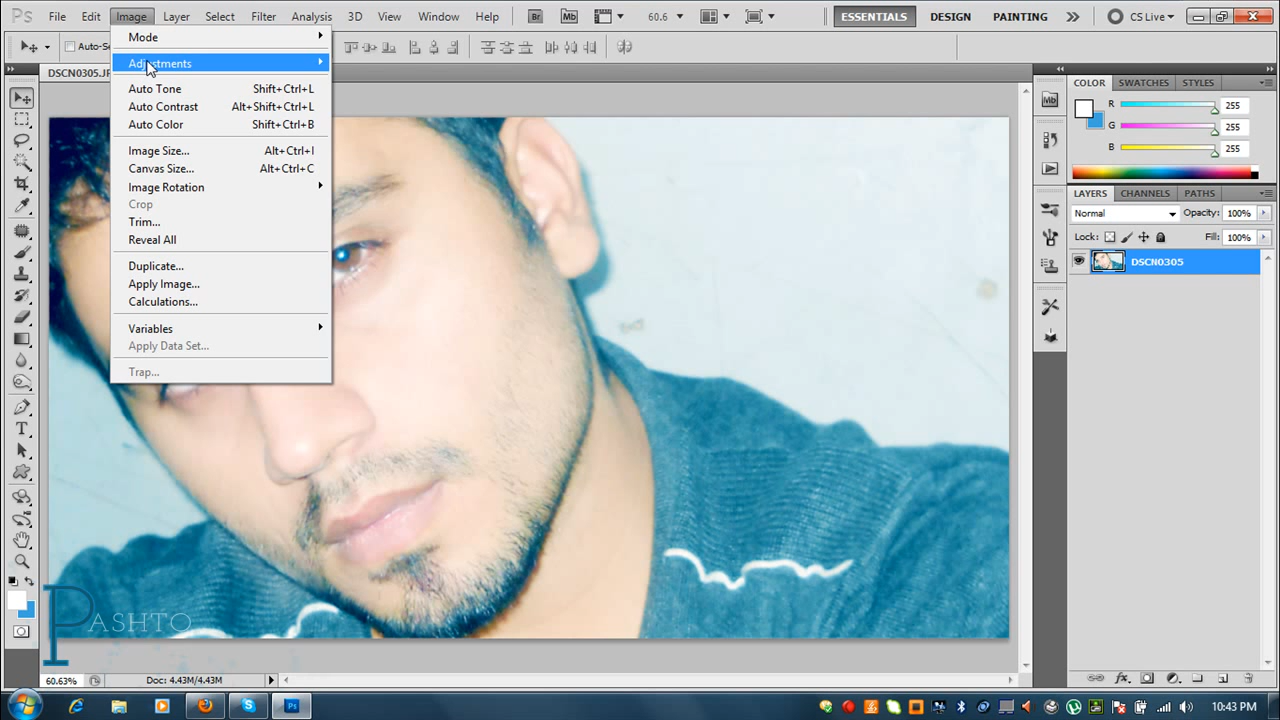 Ps File Edit Image Layer Select Filter Analysis 3D View Window Help Br Mb 60.6 ESSENTIALS DESIGN PAINTING CS Live
Auto-Se
DSCN0305.JP
Mode
Adjustments
Auto Tone Shift+Ctrl+L
Auto Contrast Alt+Shift+Ctrl+L
Auto Color Shift+Ctrl+B
Image Size... Alt+Ctrl+I
Canvas Size... Alt+Ctrl+C
Image Rotation
Crop
Trim...
Reveal All
Duplicate...
Apply Image...
Calculations...
Variables
Apply Data Set...
Trap...
COLOR SWATCHES STYLES
Mb
R 255
G 255
B 255
LAYERS CHANNELS PATHS
Normal Opacity: 100%
Lock: Fill: 100%
DSCN0305
PASHTO
60.63% Doc: 4.43M/4.43M
Ps
10:43 PM